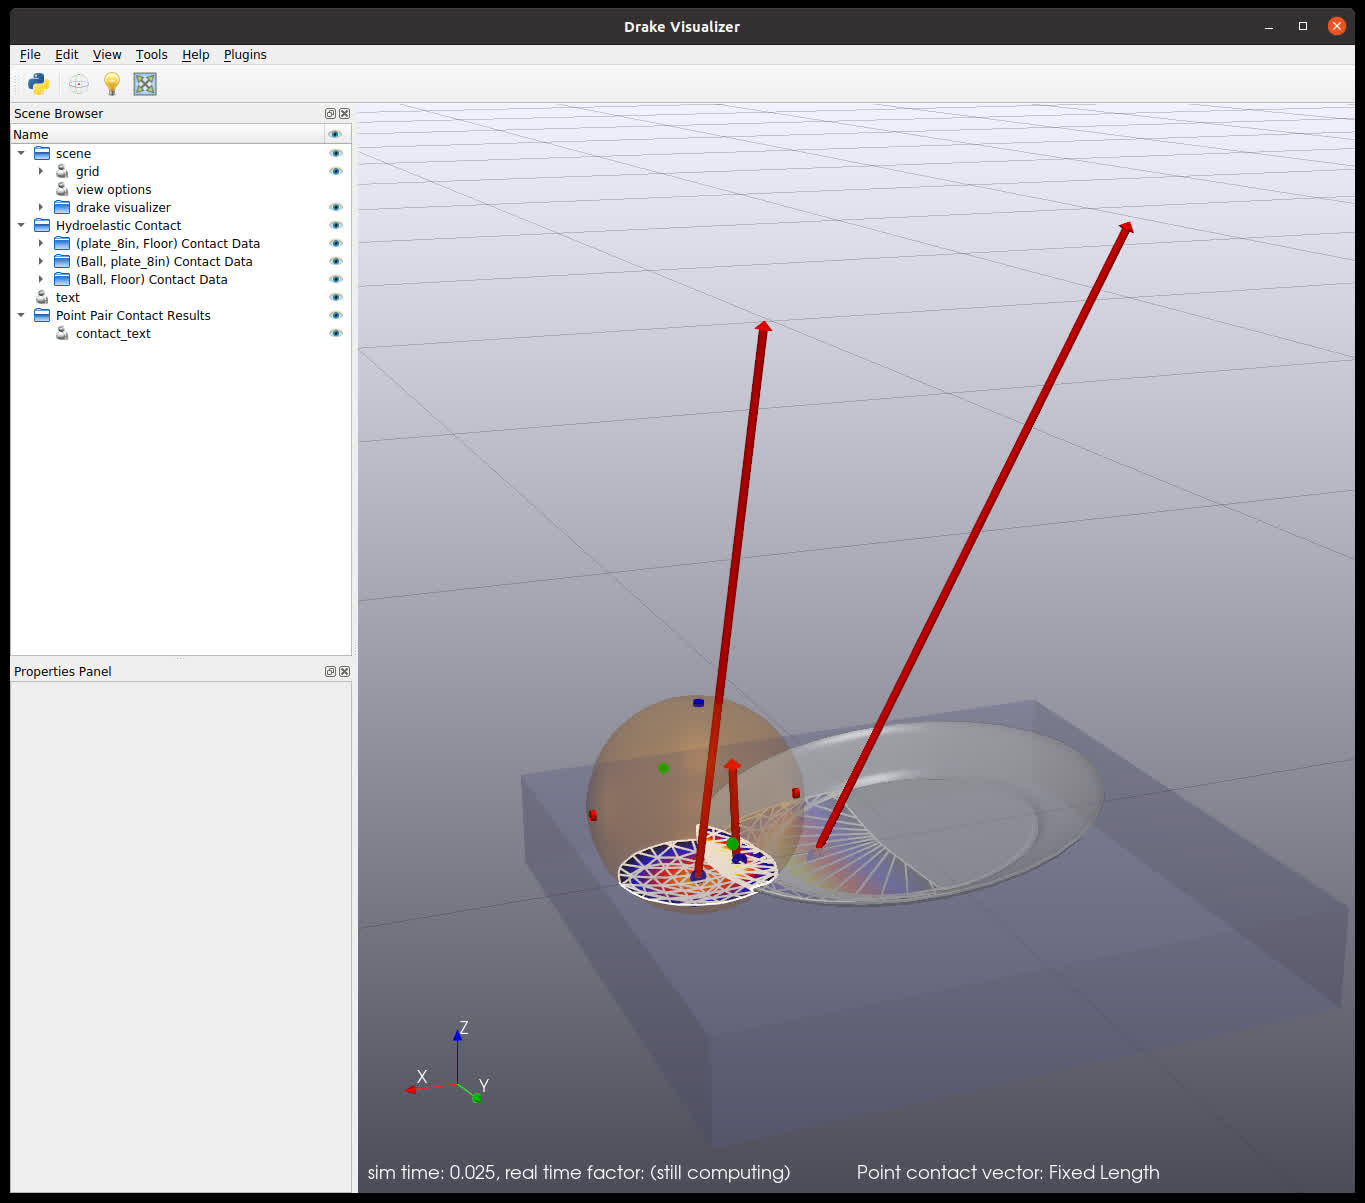 Drake Visualizer
File Edit View Tools Help Plugins
Scene Browser
Name
scene
grid
view options
drake visualizer
Hydroelastic Contact
(plate_8in, Floor) Contact Data
(Ball, plate_8in) Contact Data
(Ball, Floor) Contact Data
text
Point Pair Contact Results
contact_text
Properties Panel
Z
X
Y
sim time: 0.025, real time factor: (still computing)
Point contact vector: Fixed Length